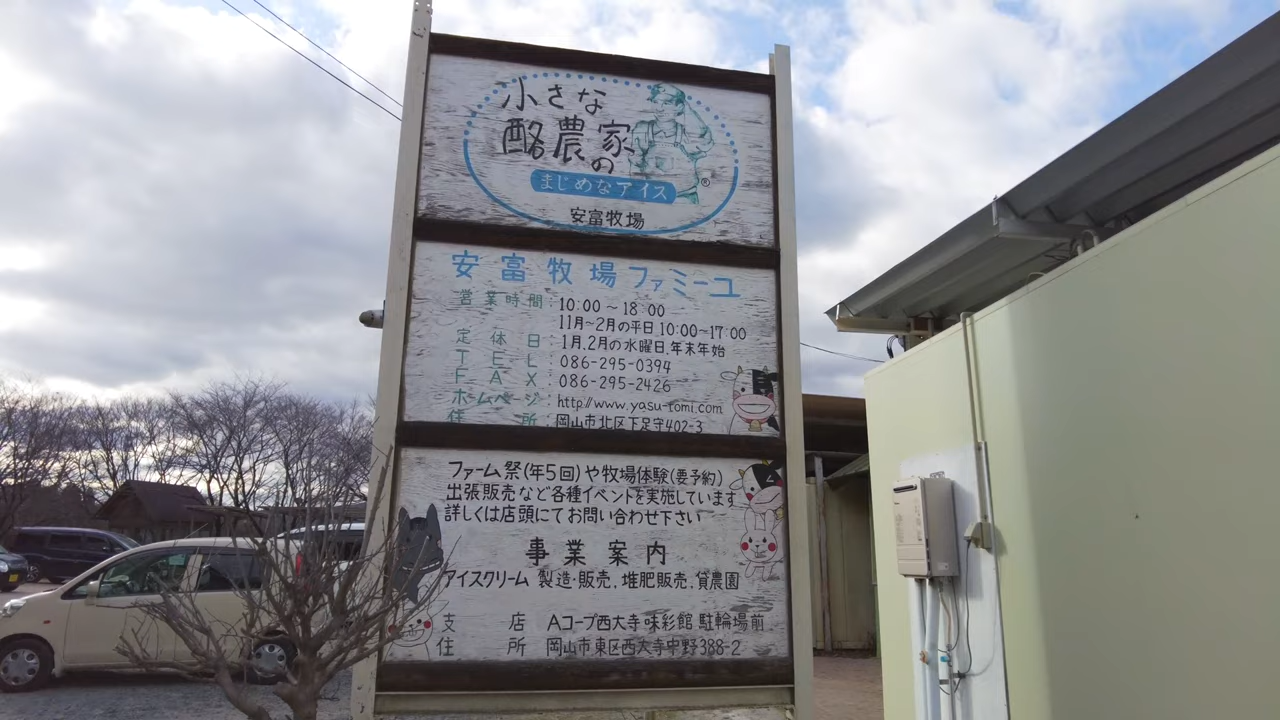 小さな
酪農家の
まじめなアイス
®
安富牧場
安富牧場ファミーユ
営業時間：10:00～18:00
11月～2月の平日 10:00～17:00
定休日：1月.2月の水曜日.年末年始
TEL：086-295-0394
FAX：086-295-2426
ホームページ：http://www.yasu-tomi.com
住所：岡山市北区下足守402-3
ファーム祭(年5回)や牧場体験(要予約)
出張販売など各種イベントを実施しています
詳しくは店頭にてお問い合わせ下さい
事業案内
アイスクリーム 製造・販売, 堆肥販売, 貸農園
支店 Aコープ西大寺味彩館 駐輪場前
住所 岡山市東区西大寺中野388-2